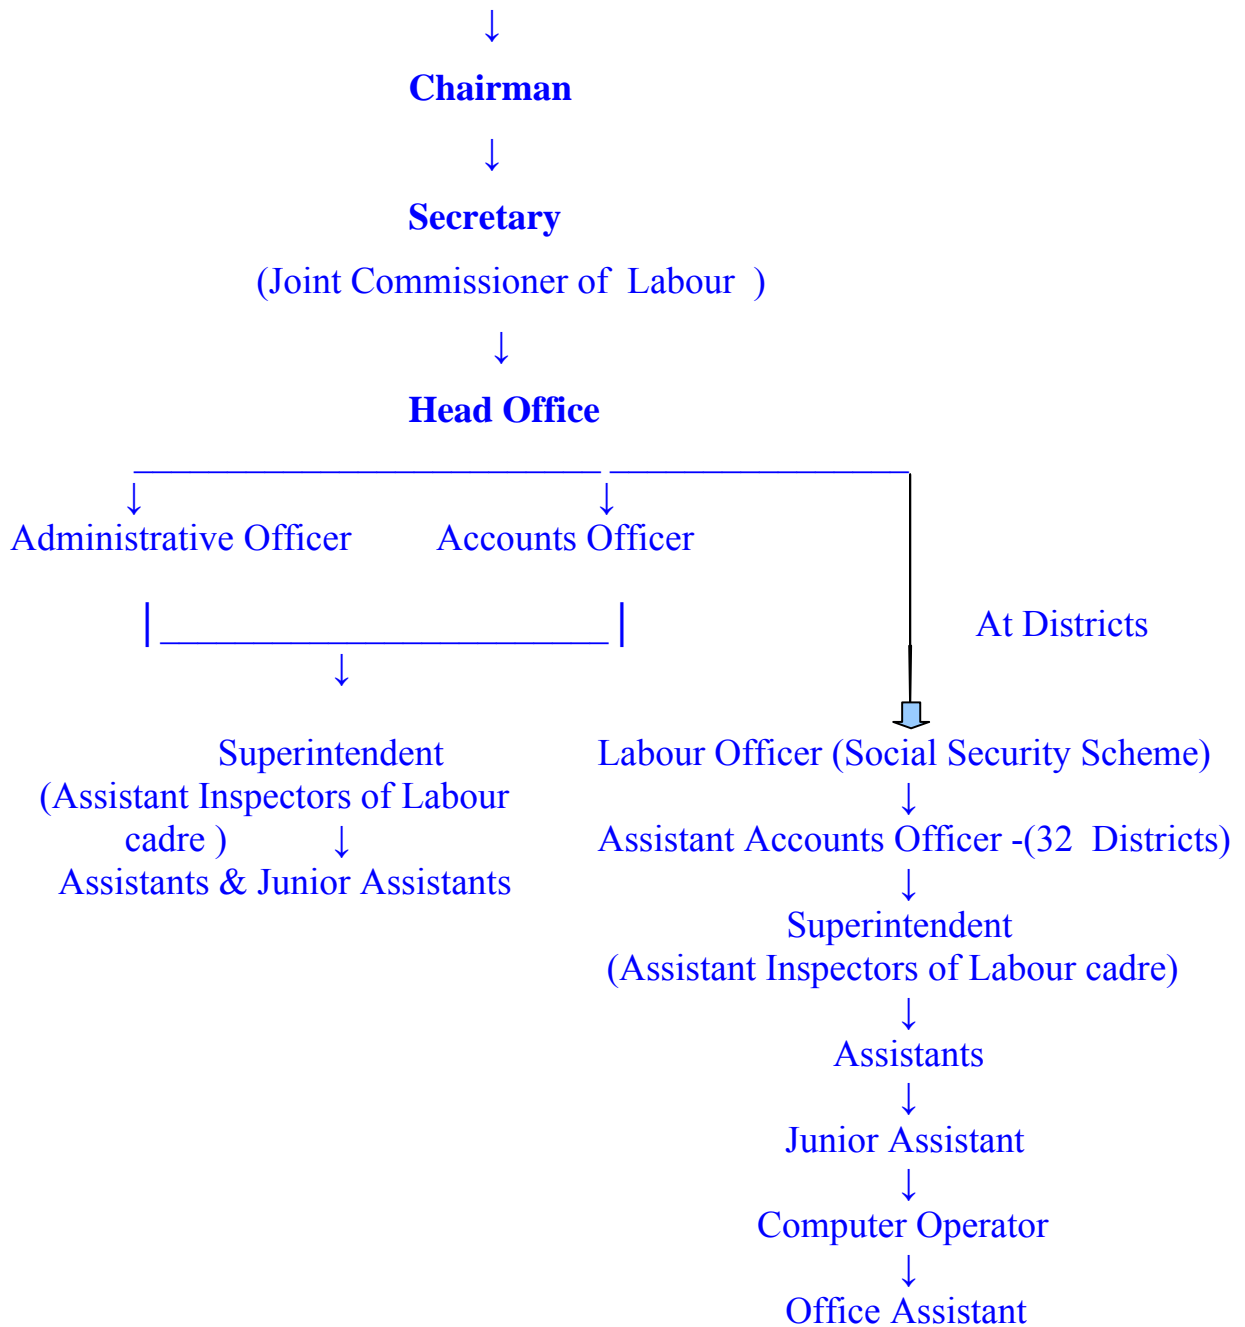 ↓
Chairman
↓
Secretary
(Joint Commissioner of Labour )
↓
Head Office
↓ ↓
Administrative Officer Accounts Officer
At Districts
↓
Superintendent
(Assistant Inspectors of Labour
cadre ) ↓
Assistants & Junior Assistants
Labour Officer (Social Security Scheme)
↓
Assistant Accounts Officer -(32 Districts)
↓
Superintendent
(Assistant Inspectors of Labour cadre)
↓
Assistants
↓
Junior Assistant
↓
Computer Operator
↓
Office Assistant